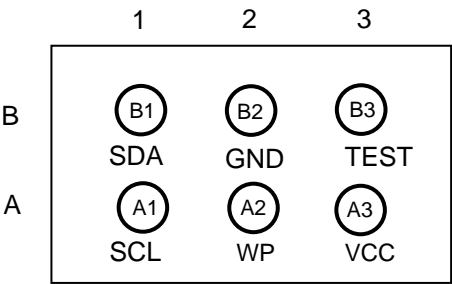 1 2 3
B B1 B2 B3
SDA GND TEST
A A1 A2 A3
SCL WP VCC